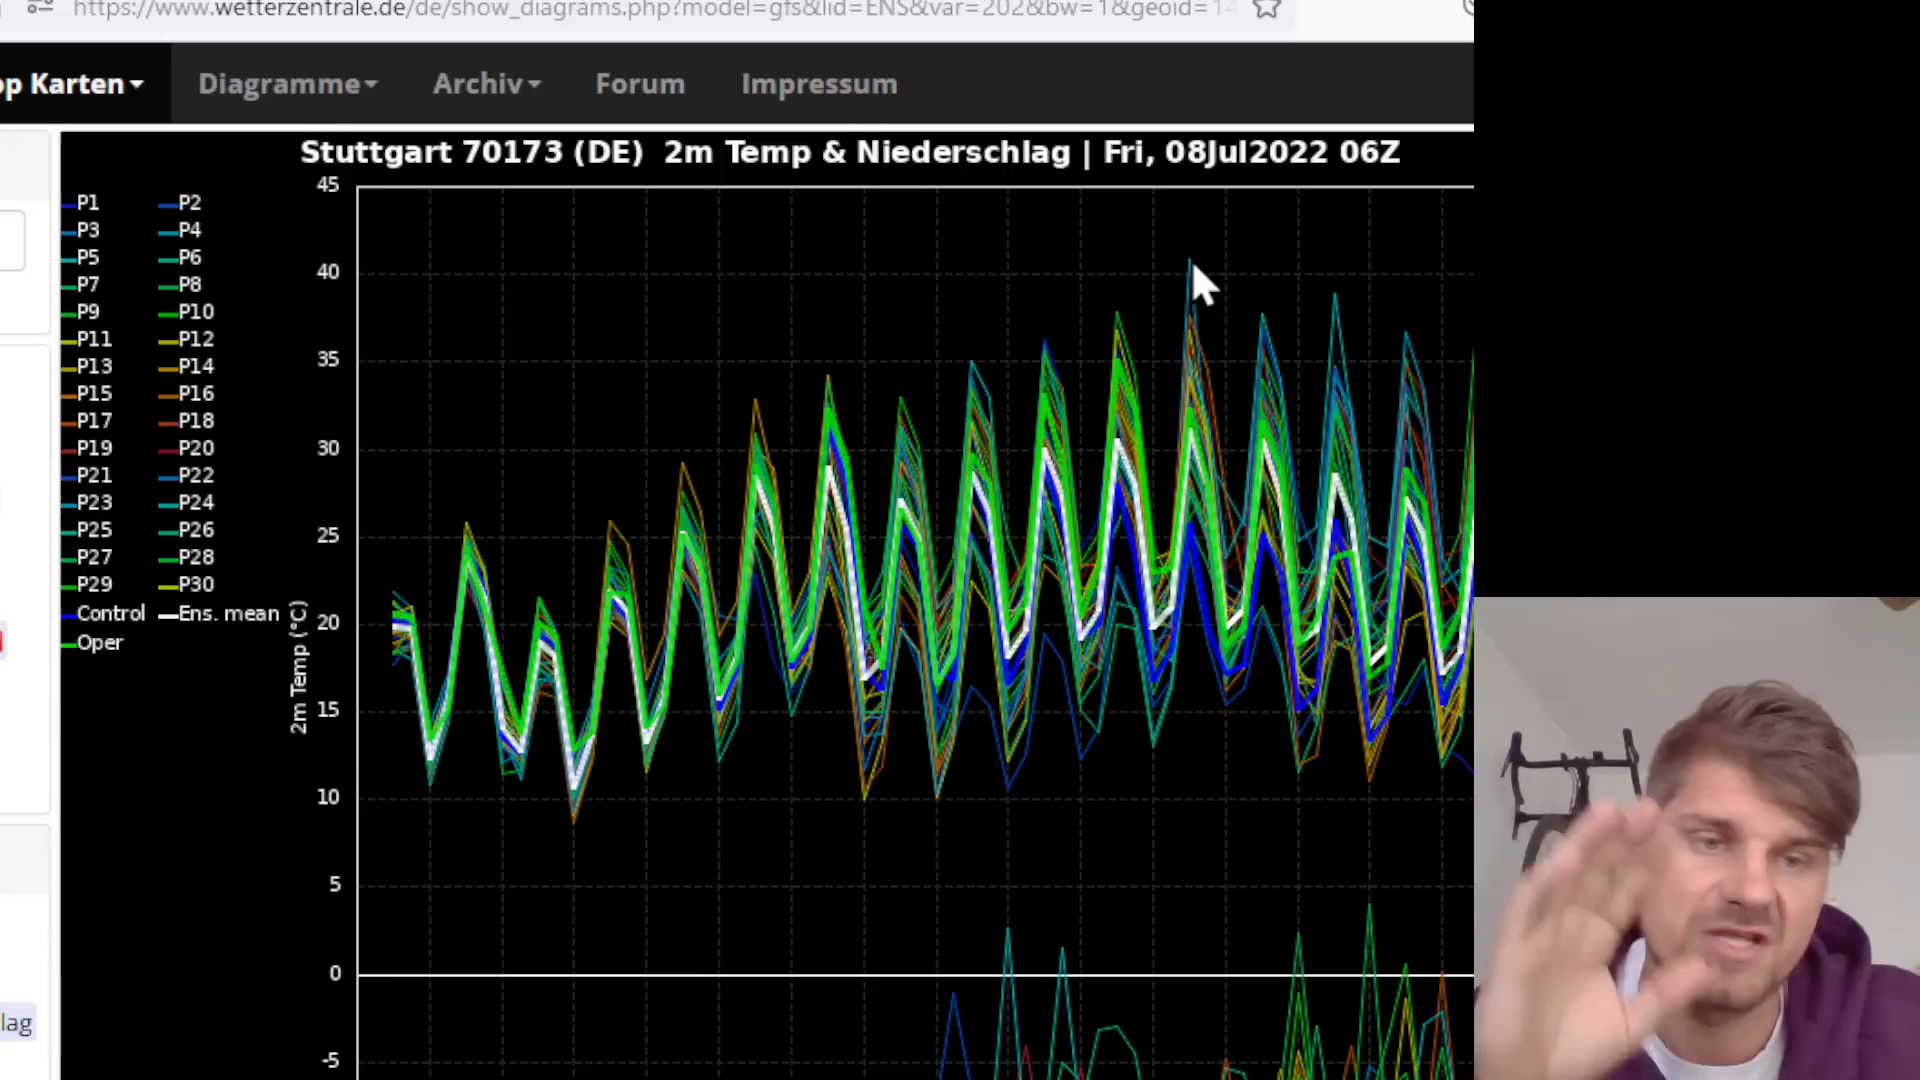 https://www.wetterzentrale.de/de/show_diagrams.php?model=gfs&lid=ENS&var=202&bw=1&geoid=14
op Karten Diagramme Archiv Forum Impressum
Stuttgart 70173 (DE) 2m Temp & Niederschlag | Fri, 08Jul2022 06Z
P1 P2
P3 P4
P5 P6
P7 P8
P9 P10
P11 P12
P13 P14
P15 P16
P17 P18
P19 P20
P21 P22
P23 P24
P25 P26
P27 P28
P29 P30
Control Ens. mean
Oper
2m Temp (°C)
45
40
35
30
25
20
15
10
5
0
-5
lag